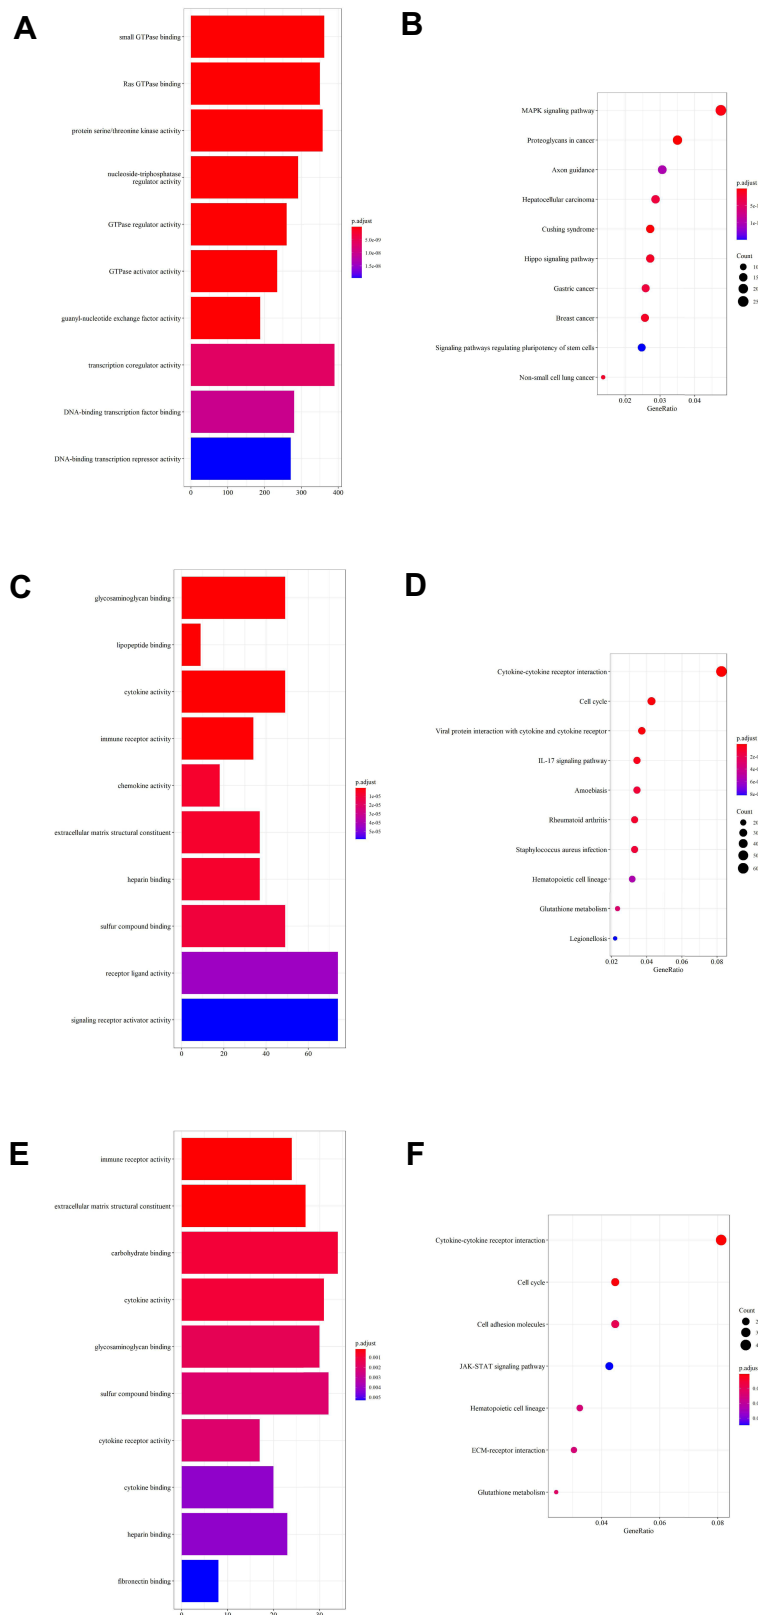 A
small GTPase binding
Ras GTPase binding
protein serine/threonine kinase activity
nucleoside-triphosphatase
regulator activity
GTPase regulator activity
GTPase activator activity
guanyl-nucleotide exchange factor activity
transcription coregulator activity
DNA-binding transcription factor binding
DNA-binding transcription repressor activity
0 100 200 300 400
p.adjust
5.0e-09
1.0e-08
1.5e-08
B
MAPK signaling pathway
Proteoglycans in cancer
Axon guidance
Hepatocellular carcinoma
Cushing syndrome
Hippo signaling pathway
Gastric cancer
Breast cancer
Signaling pathways regulating pluripotency of stem cells
Non-small cell lung cancer
0.02 0.03 0.04
GeneRatio
p.adjust
Count
C
glycosaminoglycan binding
lipopeptide binding
cytokine activity
immune receptor activity
chemokine activity
extracellular matrix structural constituent
heparin binding
sulfur compound binding
receptor ligand activity
signaling receptor activator activity
0 20 40 60
p.adjust
1e-05
2e-05
3e-05
4e-05
5e-05
D
Cytokine-cytokine receptor interaction
Cell cycle
Viral protein interaction with cytokine and cytokine receptor
IL-17 signaling pathway
Amoebiasis
Rheumatoid arthritis
Staphylococcus aureus infection
Hematopoietic cell lineage
Glutathione metabolism
Legionellosis
0.02 0.04 0.06 0.08
GeneRatio
p.adjust
Count
20
30
40
50
60
E
immune receptor activity
extracellular matrix structural constituent
carbohydrate binding
cytokine activity
glycosaminoglycan binding
sulfur compound binding
cytokine receptor activity
cytokine binding
heparin binding
fibronectin binding
p.adjust
0.001
0.002
0.003
0.004
0.005
F
Cytokine-cytokine receptor interaction
Cell cycle
Cell adhesion molecules
JAK-STAT signaling pathway
Hematopoietic cell lineage
ECM-receptor interaction
Glutathione metabolism
0.04 0.06 0.08
GeneRatio
Count